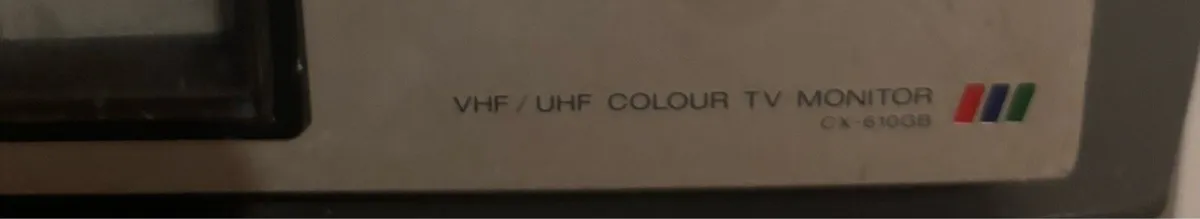 VHF / UHF COLOUR TV MONITOR
CX-610GB